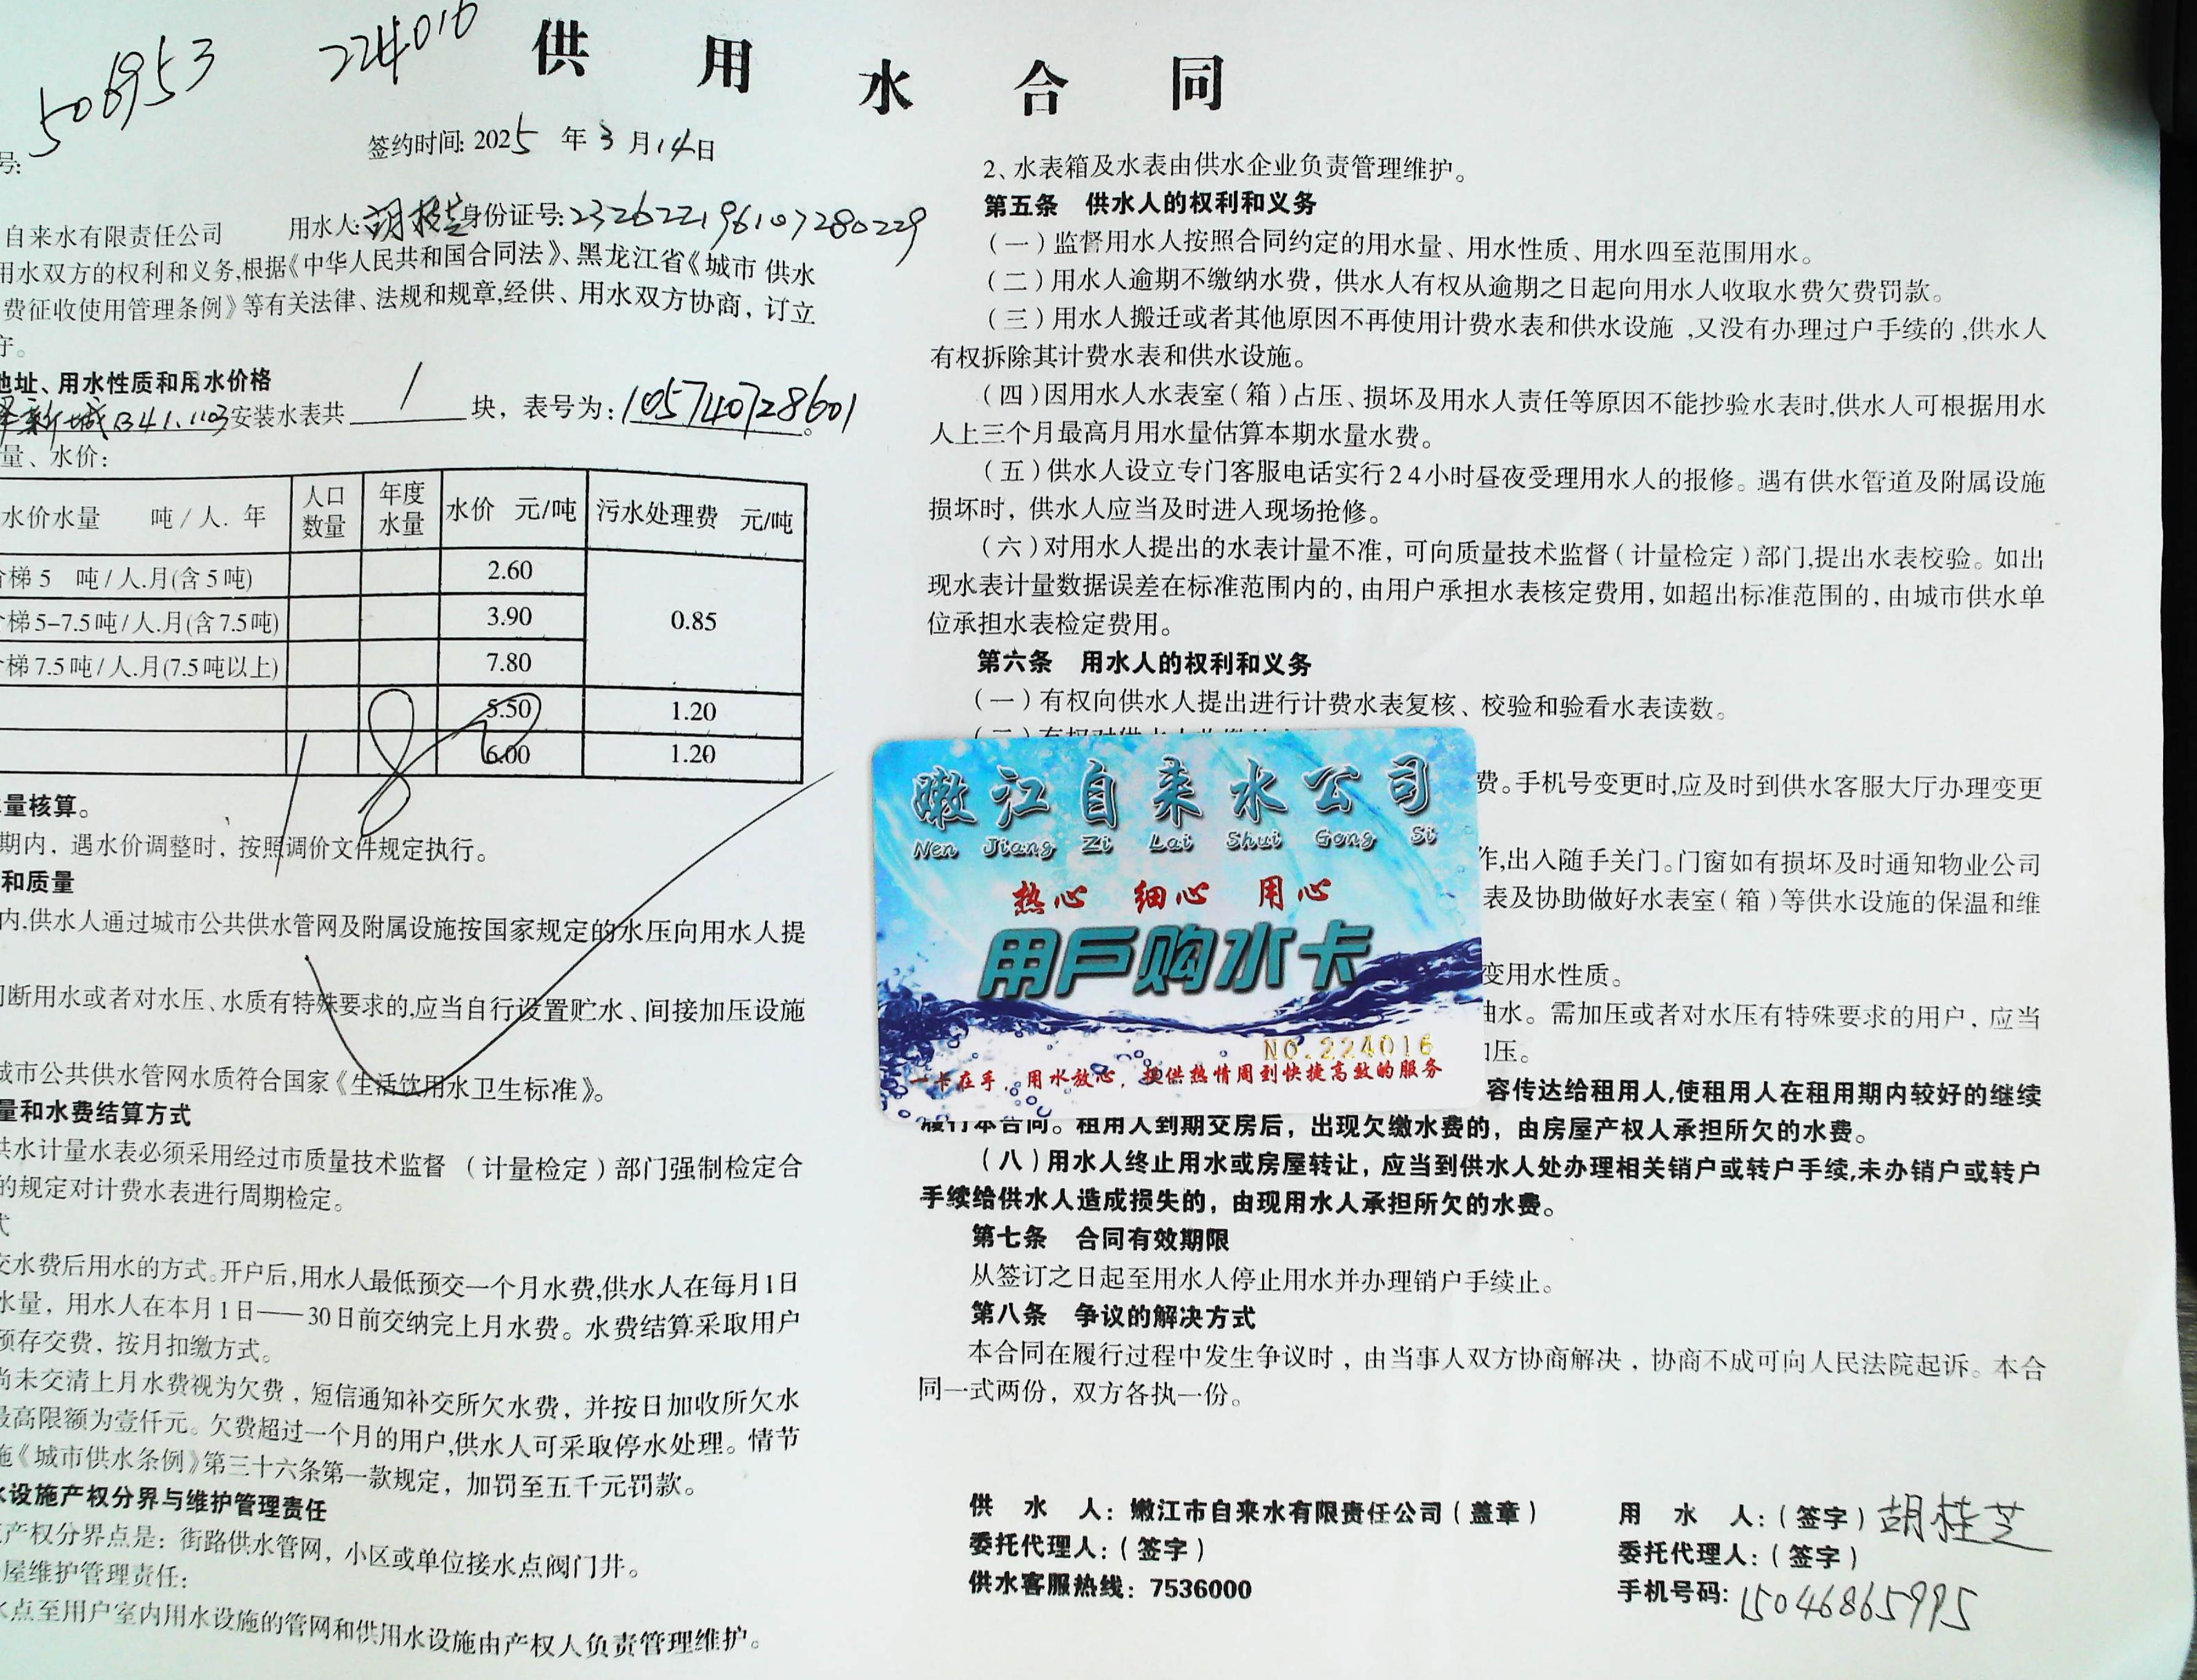 供用水合同
506953
224016
号:
签约时间: 2025 年 3 月 14 日
自来水有限责任公司 用水人: 胡桂芝 身份证号: 232622196107280229
用水双方的权利和义务,根据《中华人民共和国合同法》、黑龙江省《城市 供水
费征收使用管理条例》等有关法律、法规和规章,经供、用水双方协商, 订立
守。
地址、用水性质和用水价格
新城B41.1103安装水表共 1 块, 表号为: 105740728601。
量、水价:
水价水量 吨/人. 年 人口数量 年度水量 水价 元/吨 污水处理费 元/吨
阶梯 5 吨/人.月(含 5 吨) 2.60 0.85
阶梯 5-7.5吨/人.月(含 7.5吨) 3.90
阶梯 7.5吨/人.月(7.5吨以上) 7.80
5.50 1.20
6.00 1.20
量核算。
期内, 遇水价调整时, 按照调价文件规定执行。
和质量
内,供水人通过城市公共供水管网及附属设施按国家规定的水压向用水人提
间断用水或者对水压、水质有特殊要求的,应当自行设置贮水、间接加压设施
城市公共供水管网水质符合国家《生活饮用水卫生标准》。
量和水费结算方式
供水计量水表必须采用经过市质量技术监督 (计量检定) 部门强制检定合
的规定对计费水表进行周期检定。
式
交水费后用水的方式。开户后,用水人最低预交一个月水费,供水人在每月1日
水量, 用水人在本月1日——30日前交纳完上月水费。水费结算采取用户
预存交费, 按月扣缴方式。
尚未交清上月水费视为欠费, 短信通知补交所欠水费, 并按日加收所欠水
最高限额为壹仟元。欠费超过一个月的用户,供水人可采取停水处理。情节
施《城市供水条例》第三十六条第一款规定, 加罚至五千元罚款。
水设施产权分界与维护管理责任
产权分界点是: 街路供水管网, 小区或单位接水点阀门井。
屋维护管理责任:
水点至用户室内用水设施的管网和供用水设施由产权人负责管理维护。
2、水表箱及水表由供水企业负责管理维护。
第五条 供水人的权利和义务
(一)监督用水人按照合同约定的用水量、用水性质、用水四至范围用水。
(二)用水人逾期不缴纳水费, 供水人有权从逾期之日起向用水人收取水费欠费罚款。
(三)用水人搬迁或者其他原因不再使用计费水表和供水设施,又没有办理过户手续的,供水人
有权拆除其计费水表和供水设施。
(四)因用水人水表室(箱)占压、损坏及用水人责任等原因不能抄验水表时,供水人可根据用水
人上三个月最高月用水量估算本期水量水费。
(五)供水人设立专门客服电话实行24小时昼夜受理用水人的报修。遇有供水管道及附属设施
损坏时, 供水人应当及时进入现场抢修。
(六)对用水人提出的水表计量不准, 可向质量技术监督(计量检定)部门,提出水表校验。如出
现水表计量数据误差在标准范围内的, 由用户承担水表核定费用, 如超出标准范围的, 由城市供水单
位承担水表检定费用。
第六条 用水人的权利和义务
(一)有权向供水人提出进行计费水表复核、校验和验看水表读数。
费。手机号变更时,应及时到供水客服大厅办理变更
作,出入随手关门。门窗如有损坏及时通知物业公司
表及协助做好水表室(箱)等供水设施的保温和维
变用水性质。
抽水。需加压或者对水压有特殊要求的用户, 应当
加压。
容传达给租用人,使租用人在租用期内较好的继续
履行本合同。租用人到期交房后, 出现欠缴水费的, 由房屋产权人承担所欠的水费。
(八)用水人终止用水或房屋转让, 应当到供水人处办理相关销户或转户手续,未办销户或转户
手续给供水人造成损失的, 由现用水人承担所欠的水费。
第七条 合同有效期限
从签订之日起至用水人停止用水并办理销户手续止。
第八条 争议的解决方式
本合同在履行过程中发生争议时, 由当事人双方协商解决, 协商不成可向人民法院起诉。本合
同一式两份, 双方各执一份。
供 水 人: 嫩江市自来水有限责任公司(盖章)
委托代理人:(签字)
供水客服热线: 7536000
用 水 人:(签字) 胡桂芝
委托代理人:(签字)
手机号码: 15046865995
嫩江自来水公司
Nen Jiang Zi Lai Shui Gong Si
热心 细心 用心
用户购水卡
NO.224016
一卡在手, 用水放心, 提供热情周到快捷高效的服务